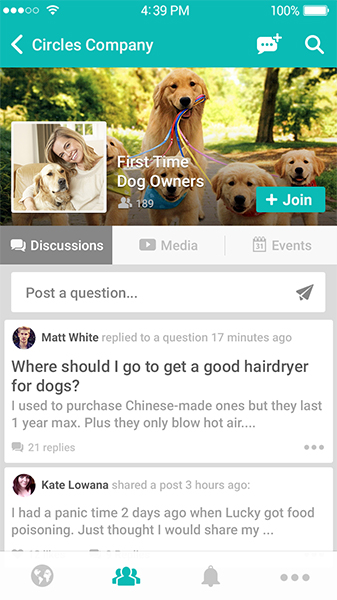 4:39 PM 100%
Circles Company
First Time
Dog Owners
189
Join
Discussions Media 31 Events
Post a question...
Matt White replied to a question 17 minutes ago
Where should I go to get a good hairdryer
for dogs?
I used to purchase Chinese-made ones but they last
1 year max. Plus they only blow hot air....
21 replies
Kate Lowana shared a post 3 hours ago:
I had a panic time 2 days ago when Lucky got food
poisoning. Just thought I would share my ...